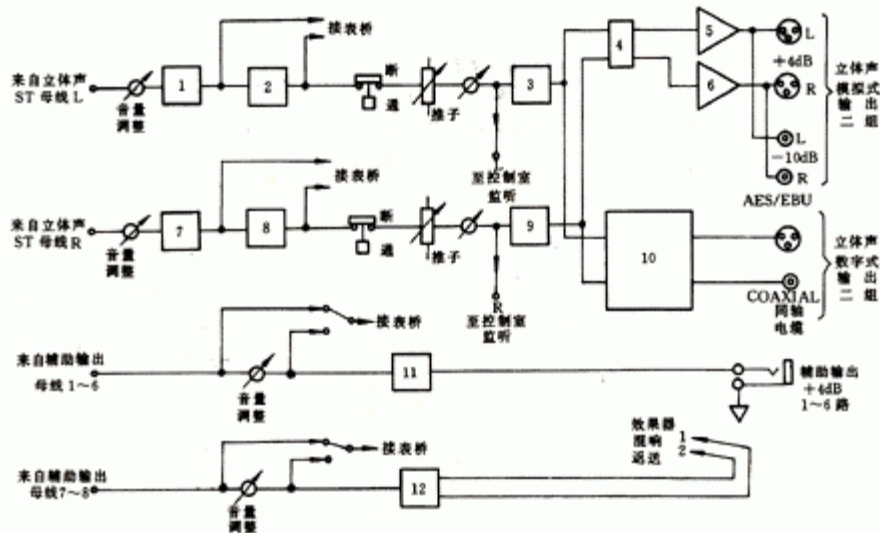 接表桥
来自立体声
ST 母线 L
音量
调整
1
2
断
通
推子
至控制室
监听
3
4
5
6
L
+4dB
R
L
-10dB
R
立体声
模拟式
输出
二组
来自立体声
ST 母线 R
音量
调整
7
8
接表桥
断
通
推子
R
至控制室
监听
9
10
AES/EBU
COAXIAL
同轴
电缆
立体声
数字式
输出
二组
来自辅助输出
母线 1～6
接表桥
音量
调整
11
辅助输出
+4dB
1～6 路
来自辅助输出
母线7～8
接表桥
音量
调整
12
效果器
混响
返送
1
2